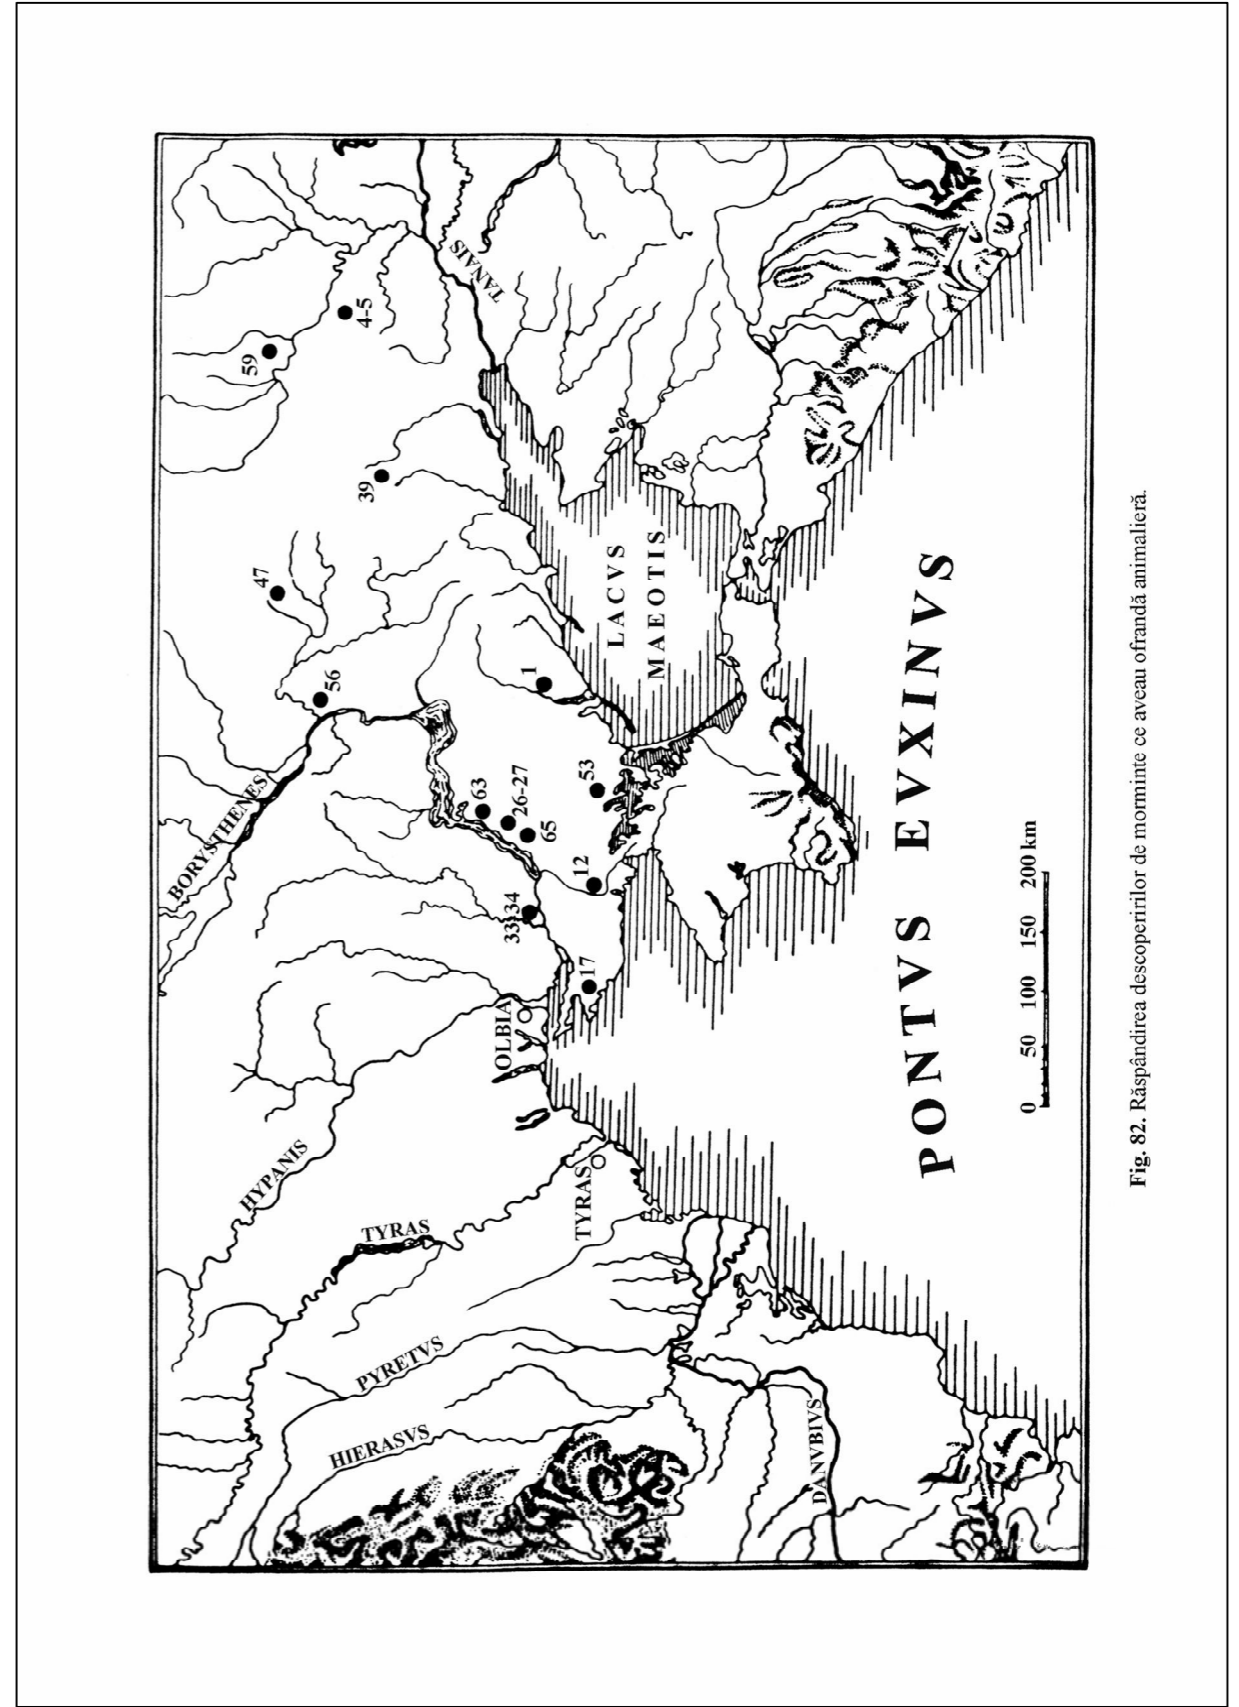 59
4-5
47
39
56
BORYSTHENES
TANAIS
1
63
26-27
65
53
12
33-34
17
HYPANIS
OLBIA
TYRAS
TYRAS
PYRETVS
HIERASVS
DANVBIVS
LACVS
MAEOTIS
PONTVS EVXINVS
0 50 100 150 200 km
Fig. 82. Răspândirea descoperirilor de morminte ce aveau ofrandă animalieră.